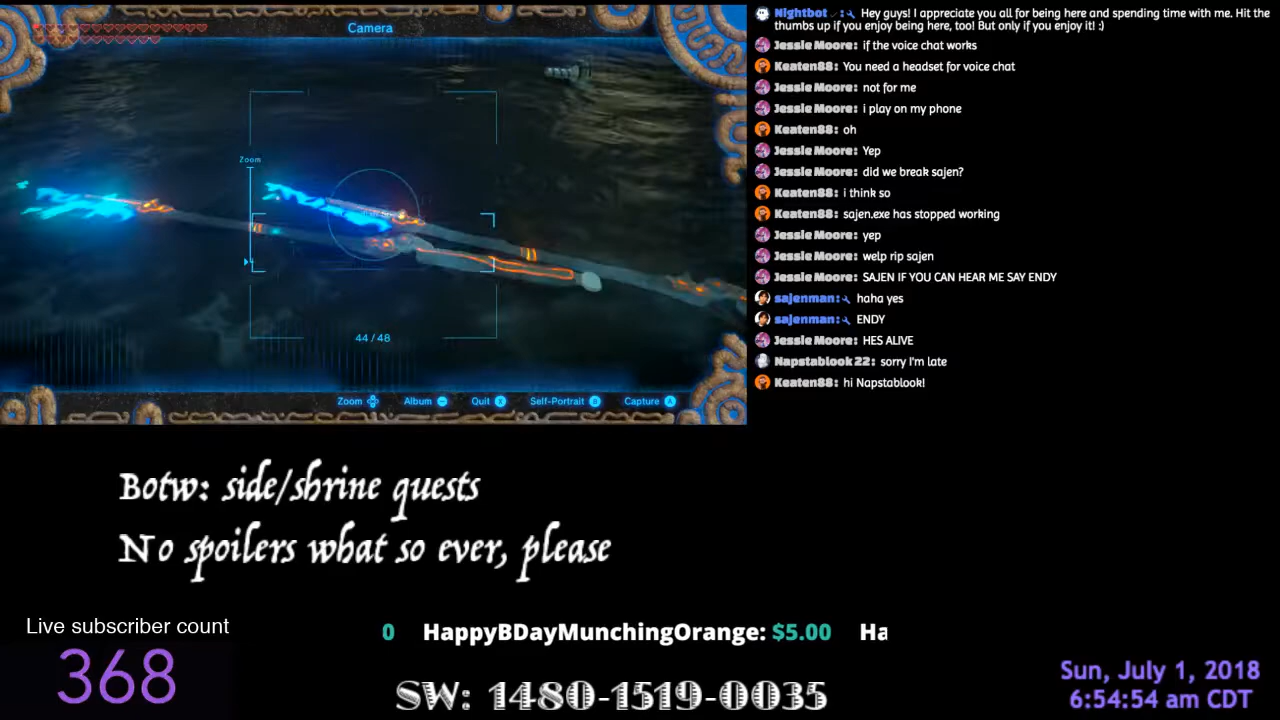 Camera
Zoom
44 / 48
Zoom
Album
Quit X
Self-Portrait B
Capture A
Nightbot: Hey guys! I appreciate you all for being here and spending time with me. Hit the
thumbs up if you enjoy being here, too! But only if you enjoy it! :)
Jessie Moore: if the voice chat works
Keaten88: You need a headset for voice chat
Jessie Moore: not for me
Jessie Moore: i play on my phone
Keaten88: oh
Jessie Moore: Yep
Jessie Moore: did we break sajen?
Keaten88: i think so
Keaten88: sajen.exe has stopped working
Jessie Moore: yep
Jessie Moore: welp rip sajen
Jessie Moore: SAJEN IF YOU CAN HEAR ME SAY ENDY
sajenman: haha yes
sajenman: ENDY
Jessie Moore: HES ALIVE
Napstablook 22: sorry I'm late
Keaten88: hi Napstablook!
Botw: side/shrine quests
No spoilers what so ever, please
Live subscriber count
368
0 HappyBDayMunchingOrange: $5.00 Ha
SW: 1480-1519-0035
Sun, July 1, 2018
6:54:54 am CDT